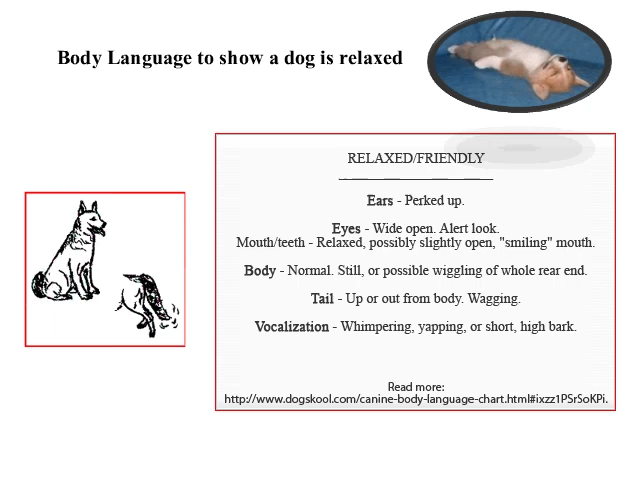 Body Language to show a dog is relaxed
RELAXED/FRIENDLY
Ears - Perked up.
Eyes - Wide open. Alert look.
Mouth/teeth - Relaxed, possibly slightly open, "smiling" mouth.
Body - Normal. Still, or possible wiggling of whole rear end.
Tail - Up or out from body. Wagging.
Vocalization - Whimpering, yapping, or short, high bark.
Read more:
http://www.dogskool.com/canine-body-language-chart.html#ixzz1PSrSoKPi.